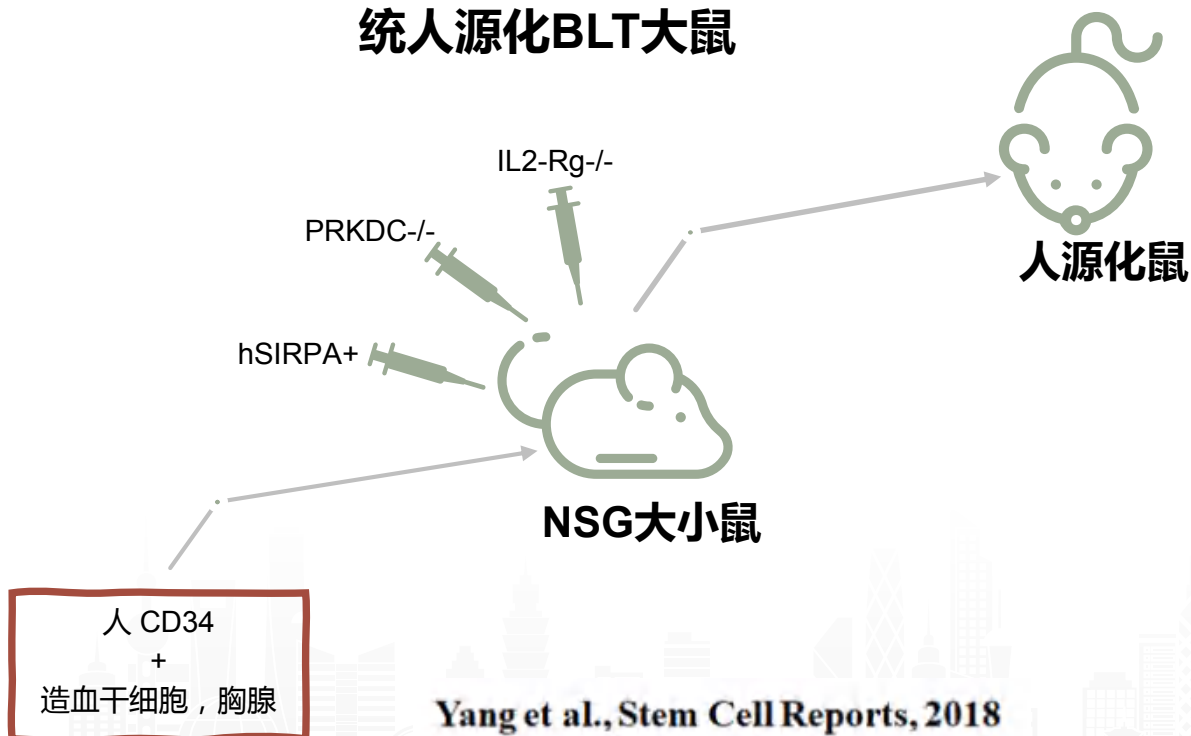 统人源化BLT大鼠
IL2-Rg-/-
PRKDC-/-
hSIRPA+
人源化鼠
NSG大小鼠
人 CD34
+
造血干细胞，胸腺
Yang et al., Stem Cell Reports, 2018